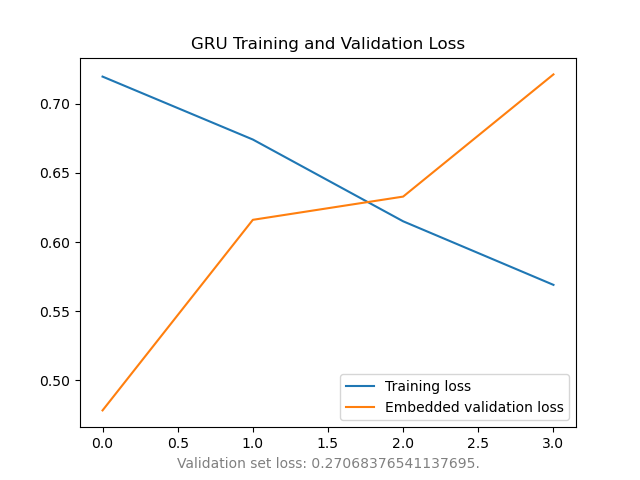 GRU Training and Validation Loss
0.70
0.65
0.60
0.55
0.50
Training loss
Embedded validation loss
0.0 0.5 1.0 1.5 2.0 2.5 3.0
Validation set loss: 0.27068376541137695.